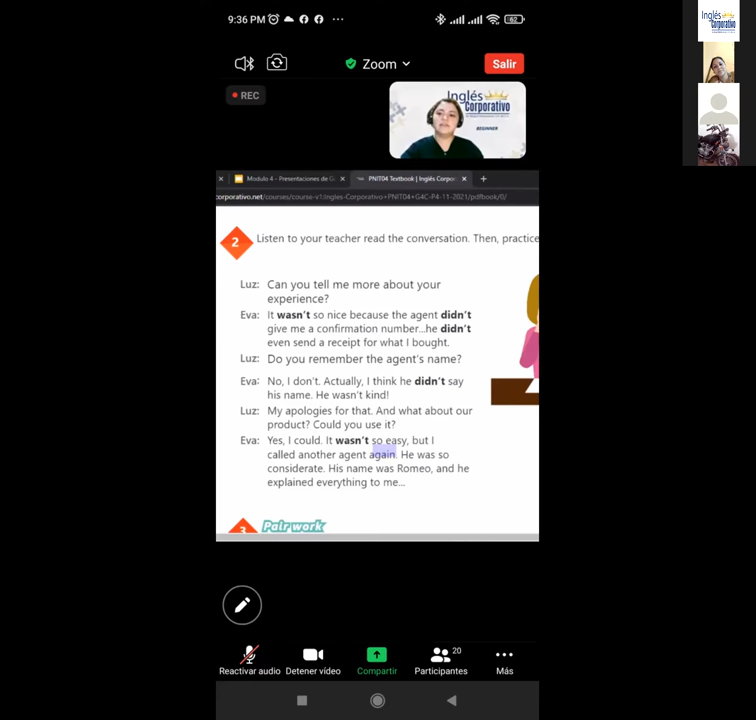 9:36 PM
62
Zoom
Salir
REC
Inglés
Corporativo
BEGINNER
Modulo 4 - Presentaciones de G
PNIT04 Textbook | Inglés Corpor
corporativo.net/courses/course-v1:Ingles-Corporativo+PNIT04+G4C-P4-11-2021/pdfbook/0/
2
Listen to your teacher read the conversation. Then, practice
Luz: Can you tell me more about your
experience?
Eva: It wasn't so nice because the agent didn't
give me a confirmation number...he didn't
even send a receipt for what I bought.
Luz: Do you remember the agent's name?
Eva: No, I don't. Actually, I think he didn't say
his name. He wasn't kind!
Luz: My apologies for that. And what about our
product? Could you use it?
Eva: Yes, I could. It wasn't so easy, but I
called another agent again. He was so
considerate. His name was Romeo, and he
explained everything to me...
3
Pair work
20
Reactivar audio
Detener vídeo
Compartir
Participantes
Más
Inglés
Corporativo